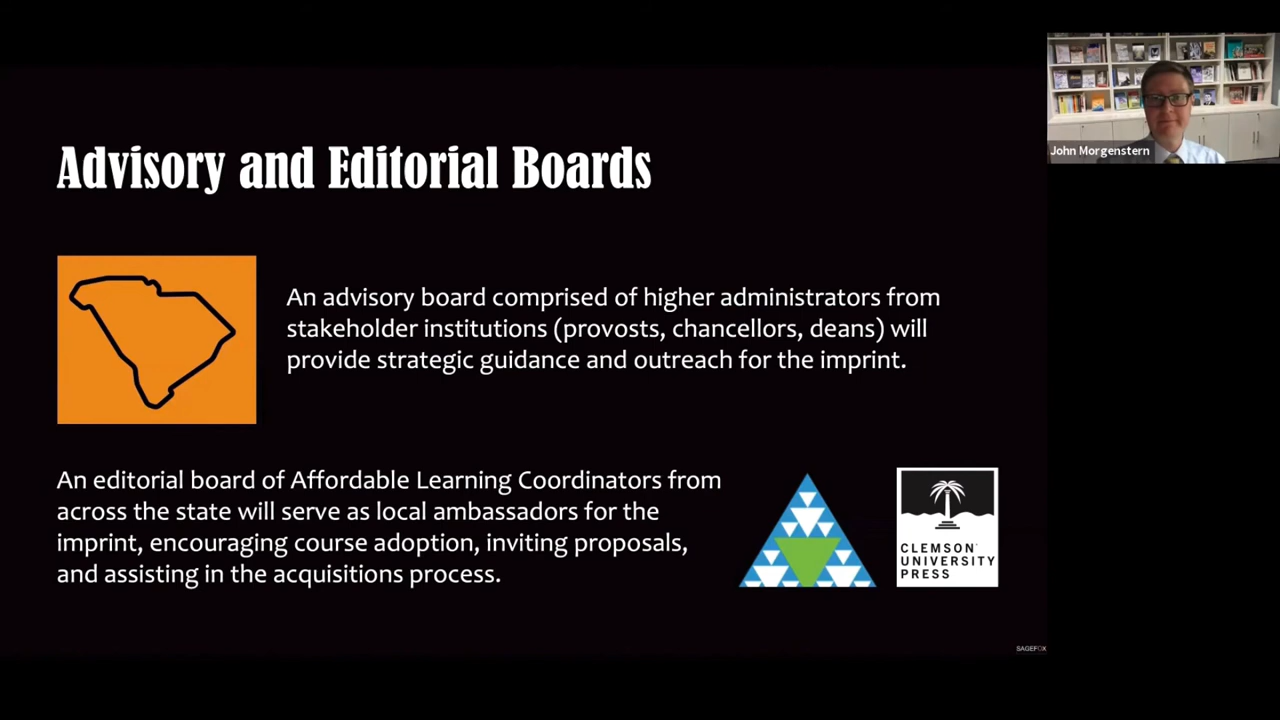 Advisory and Editorial Boards
An advisory board comprised of higher administrators from
stakeholder institutions (provosts, chancellors, deans) will
provide strategic guidance and outreach for the imprint.
An editorial board of Affordable Learning Coordinators from
across the state will serve as local ambassadors for the
imprint, encouraging course adoption, inviting proposals,
and assisting in the acquisitions process.
CLEMSON
UNIVERSITY
PRESS
SAGEFOX
John Morgenstern